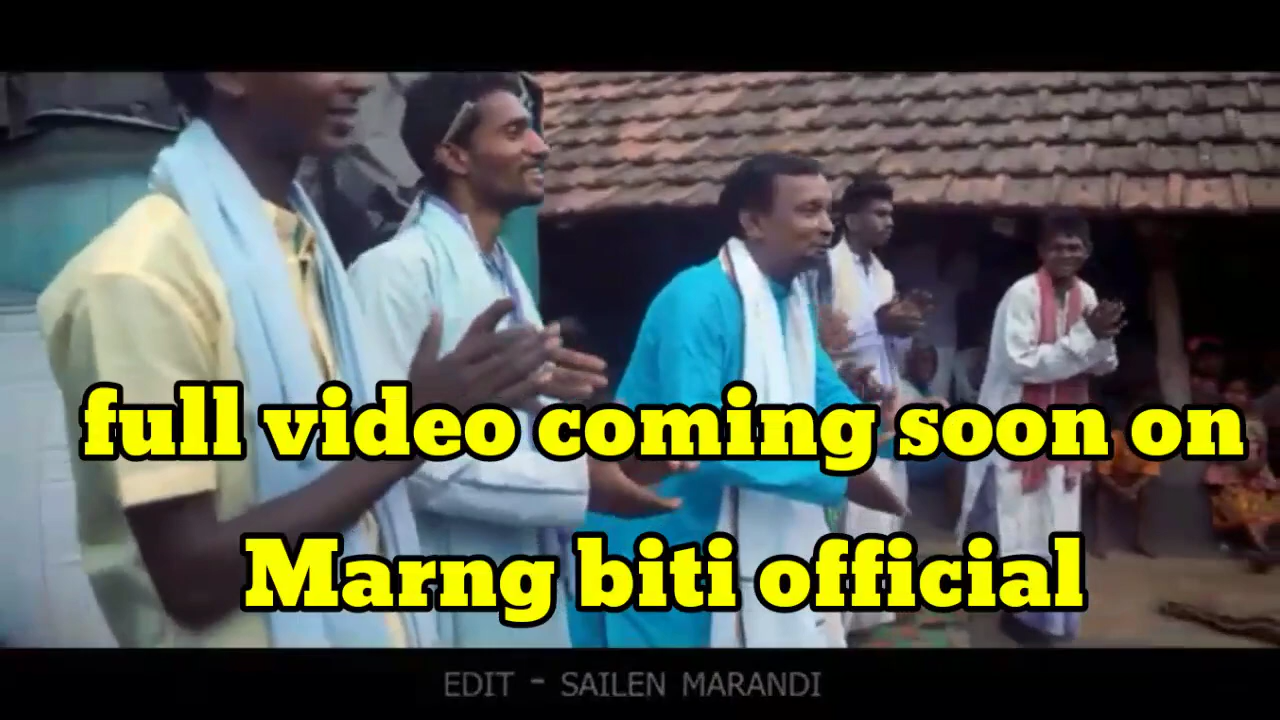 full video coming soon on
Marng biti official
EDIT - SAILEN MARANDI